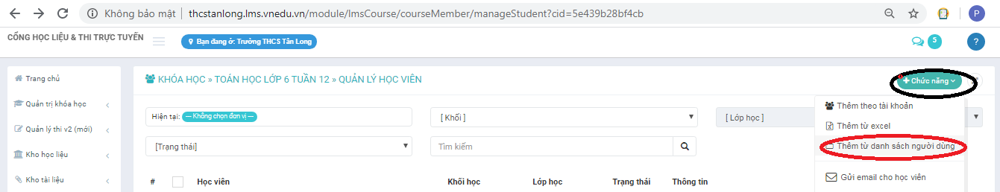 Không bảo mật | thcstanlong.lms.vnedu.vn/module/lmsCourse/courseMember/manageStudent?cid=5e439b28bf4cb
P
CỔNG HỌC LIỆU & THI TRỰC TUYẾN
Bạn đang ở: Trường THCS Tân Long
5
?
Trang chủ
Quản trị khóa học
Quản lý thi v2 (mới)
Kho học liệu
Kho tài liệu
KHÓA HỌC » TOÁN HỌC LỚP 6 TUẦN 12 » QUẢN LÝ HỌC VIÊN
Chức năng
Hiện tại: — Không chọn đơn vị —
[ Khối ]
[ Lớp học ]
[Trạng thái]
Tìm kiếm
Thêm theo tài khoản
Thêm từ excel
Thêm từ danh sách người dùng
Gửi email cho học viên
# Học viên Khối học Lớp học Trạng thái Thông tin